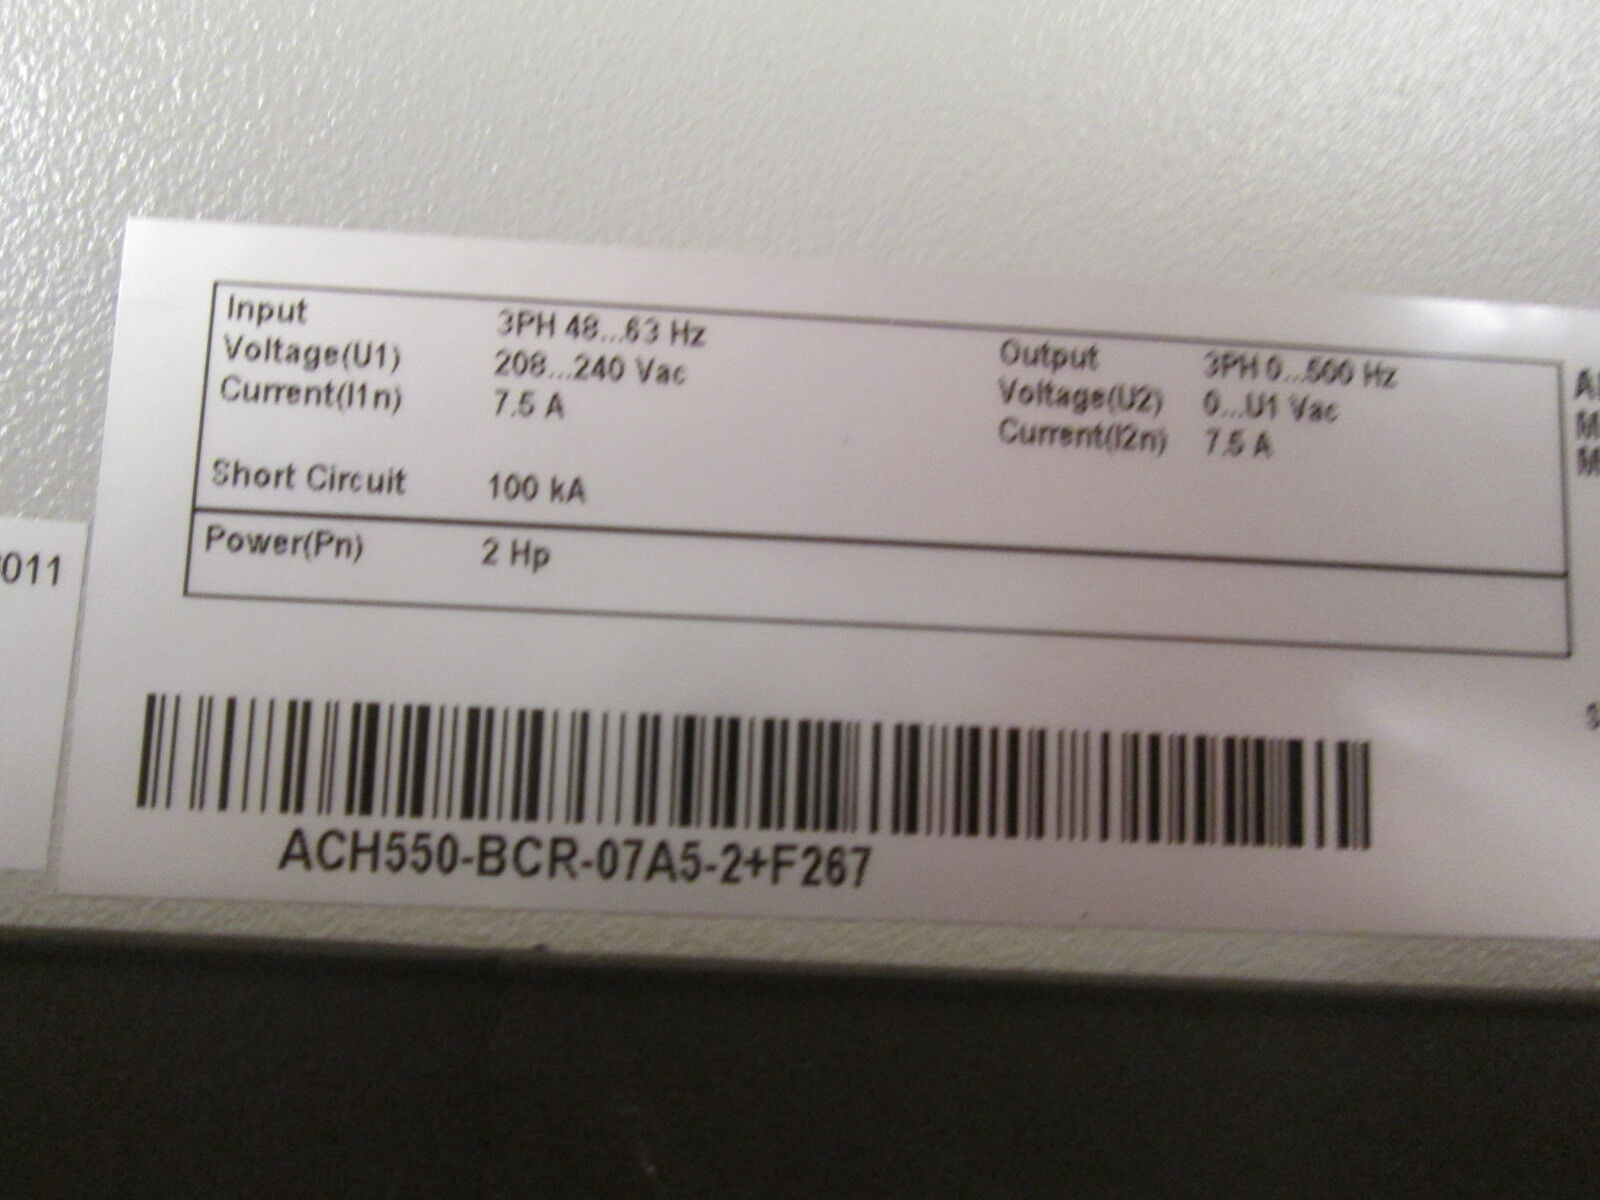 Input 3PH 48...63 Hz
Voltage(U1) 208...240 Vac
Current(I1n) 7.5 A
Short Circuit 100 kA
Output 3PH 0...500 Hz
Voltage(U2) 0...U1 Vac
Current(I2n) 7.5 A
Power(Pn) 2 Hp
ACH550-BCR-07A5-2+F267
011
M
M